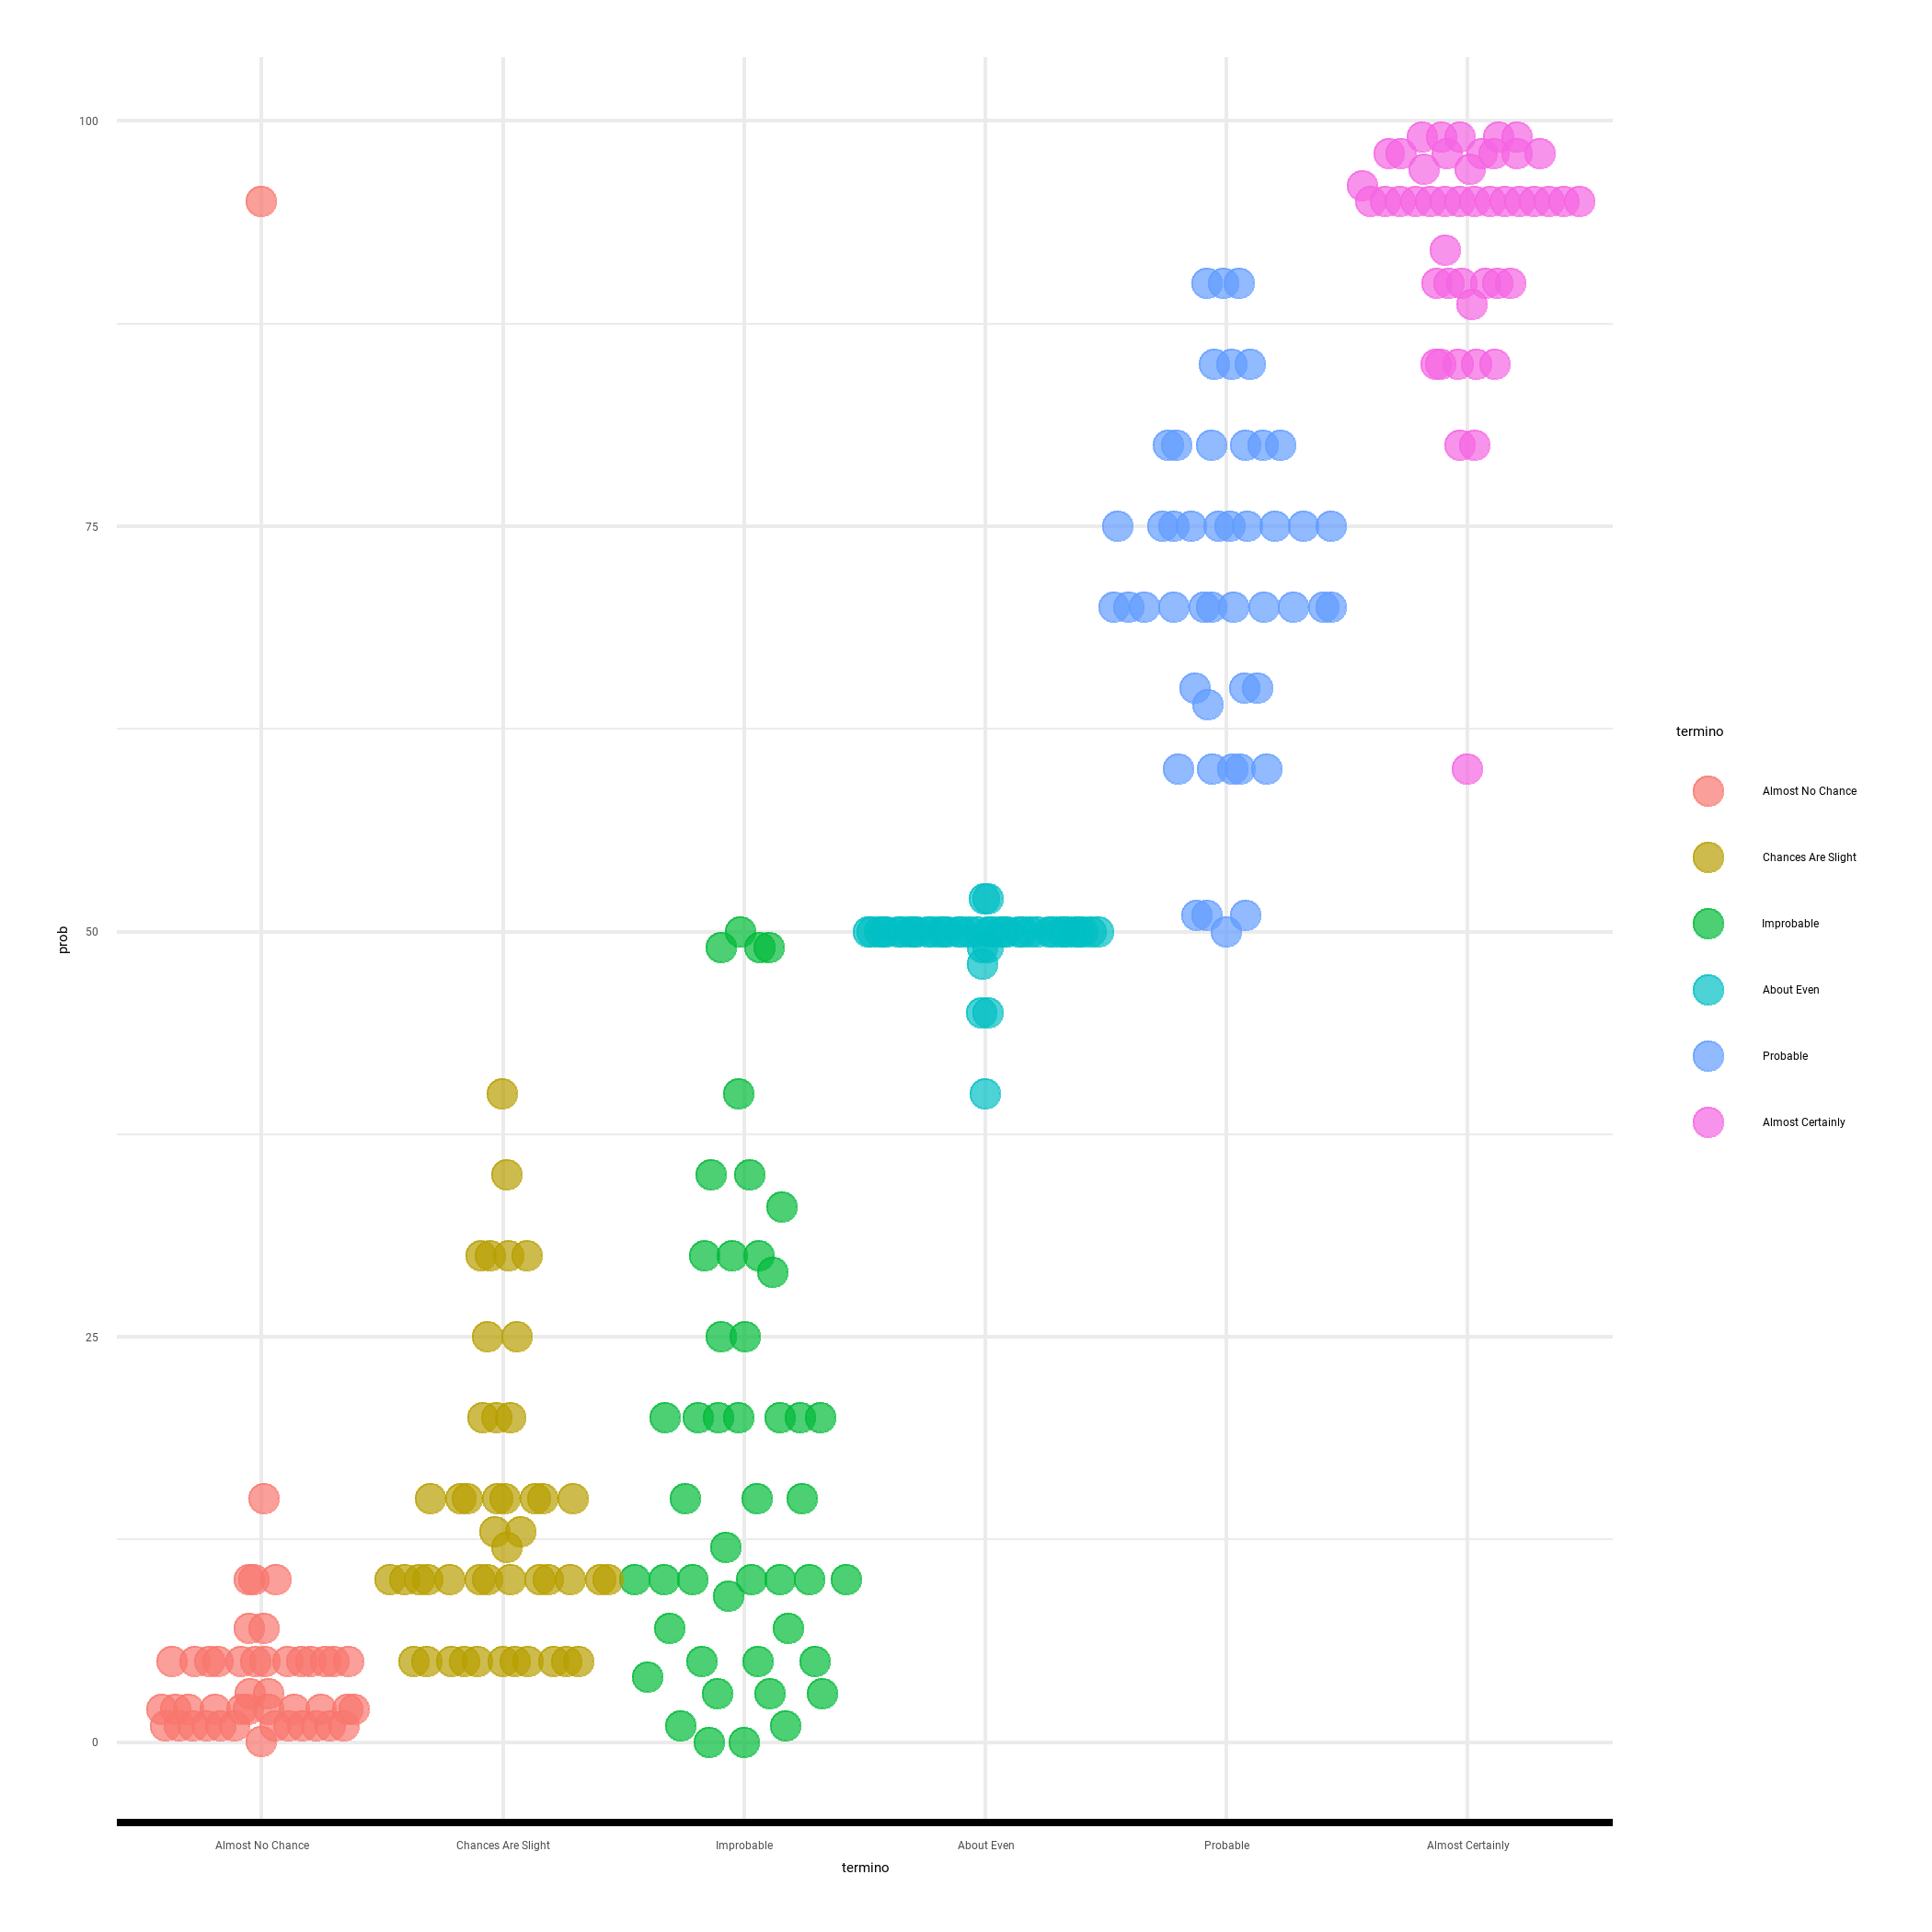 100
75
50
25
0
prob
Almost No Chance
Chances Are Slight
Improbable
About Even
Probable
Almost Certainly
termino
termino
Almost No Chance
Chances Are Slight
Improbable
About Even
Probable
Almost Certainly